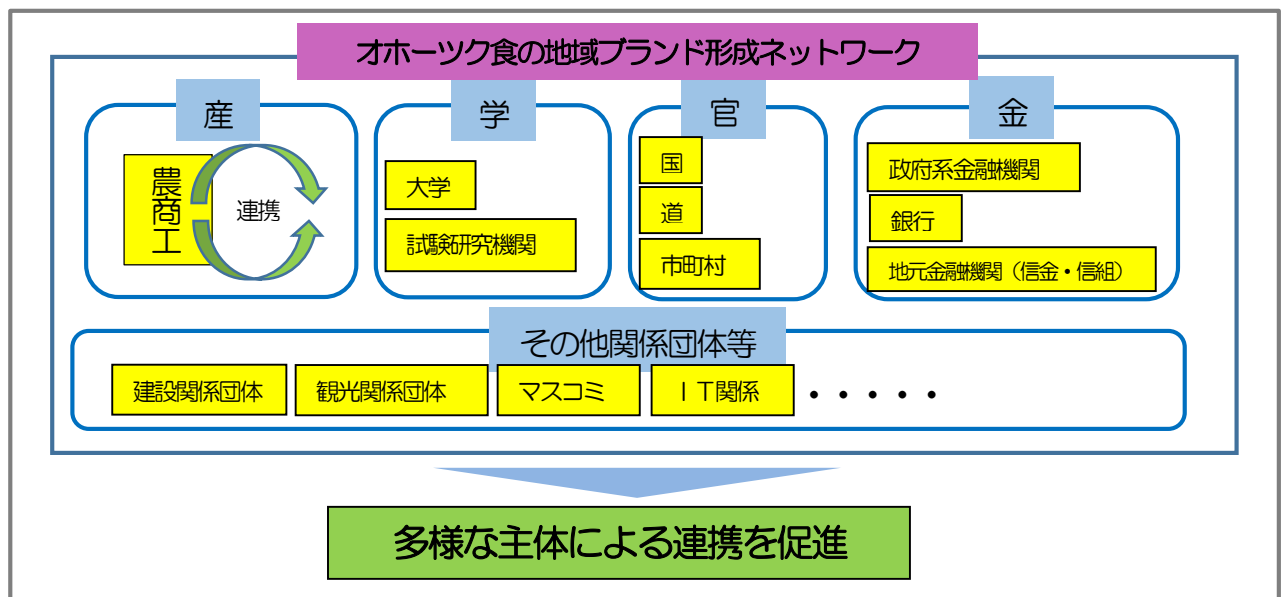 オホーツク食の地域ブランド形成ネットワーク
産
農商工
連携
学
大学
試験研究機関
官
国
道
市町村
金
政府系金融機関
銀行
地元金融機関（信金・信組）
その他関係団体等
建設関係団体
観光関係団体
マスコミ
ＩＴ関係
・・・・・
多様な主体による連携を促進